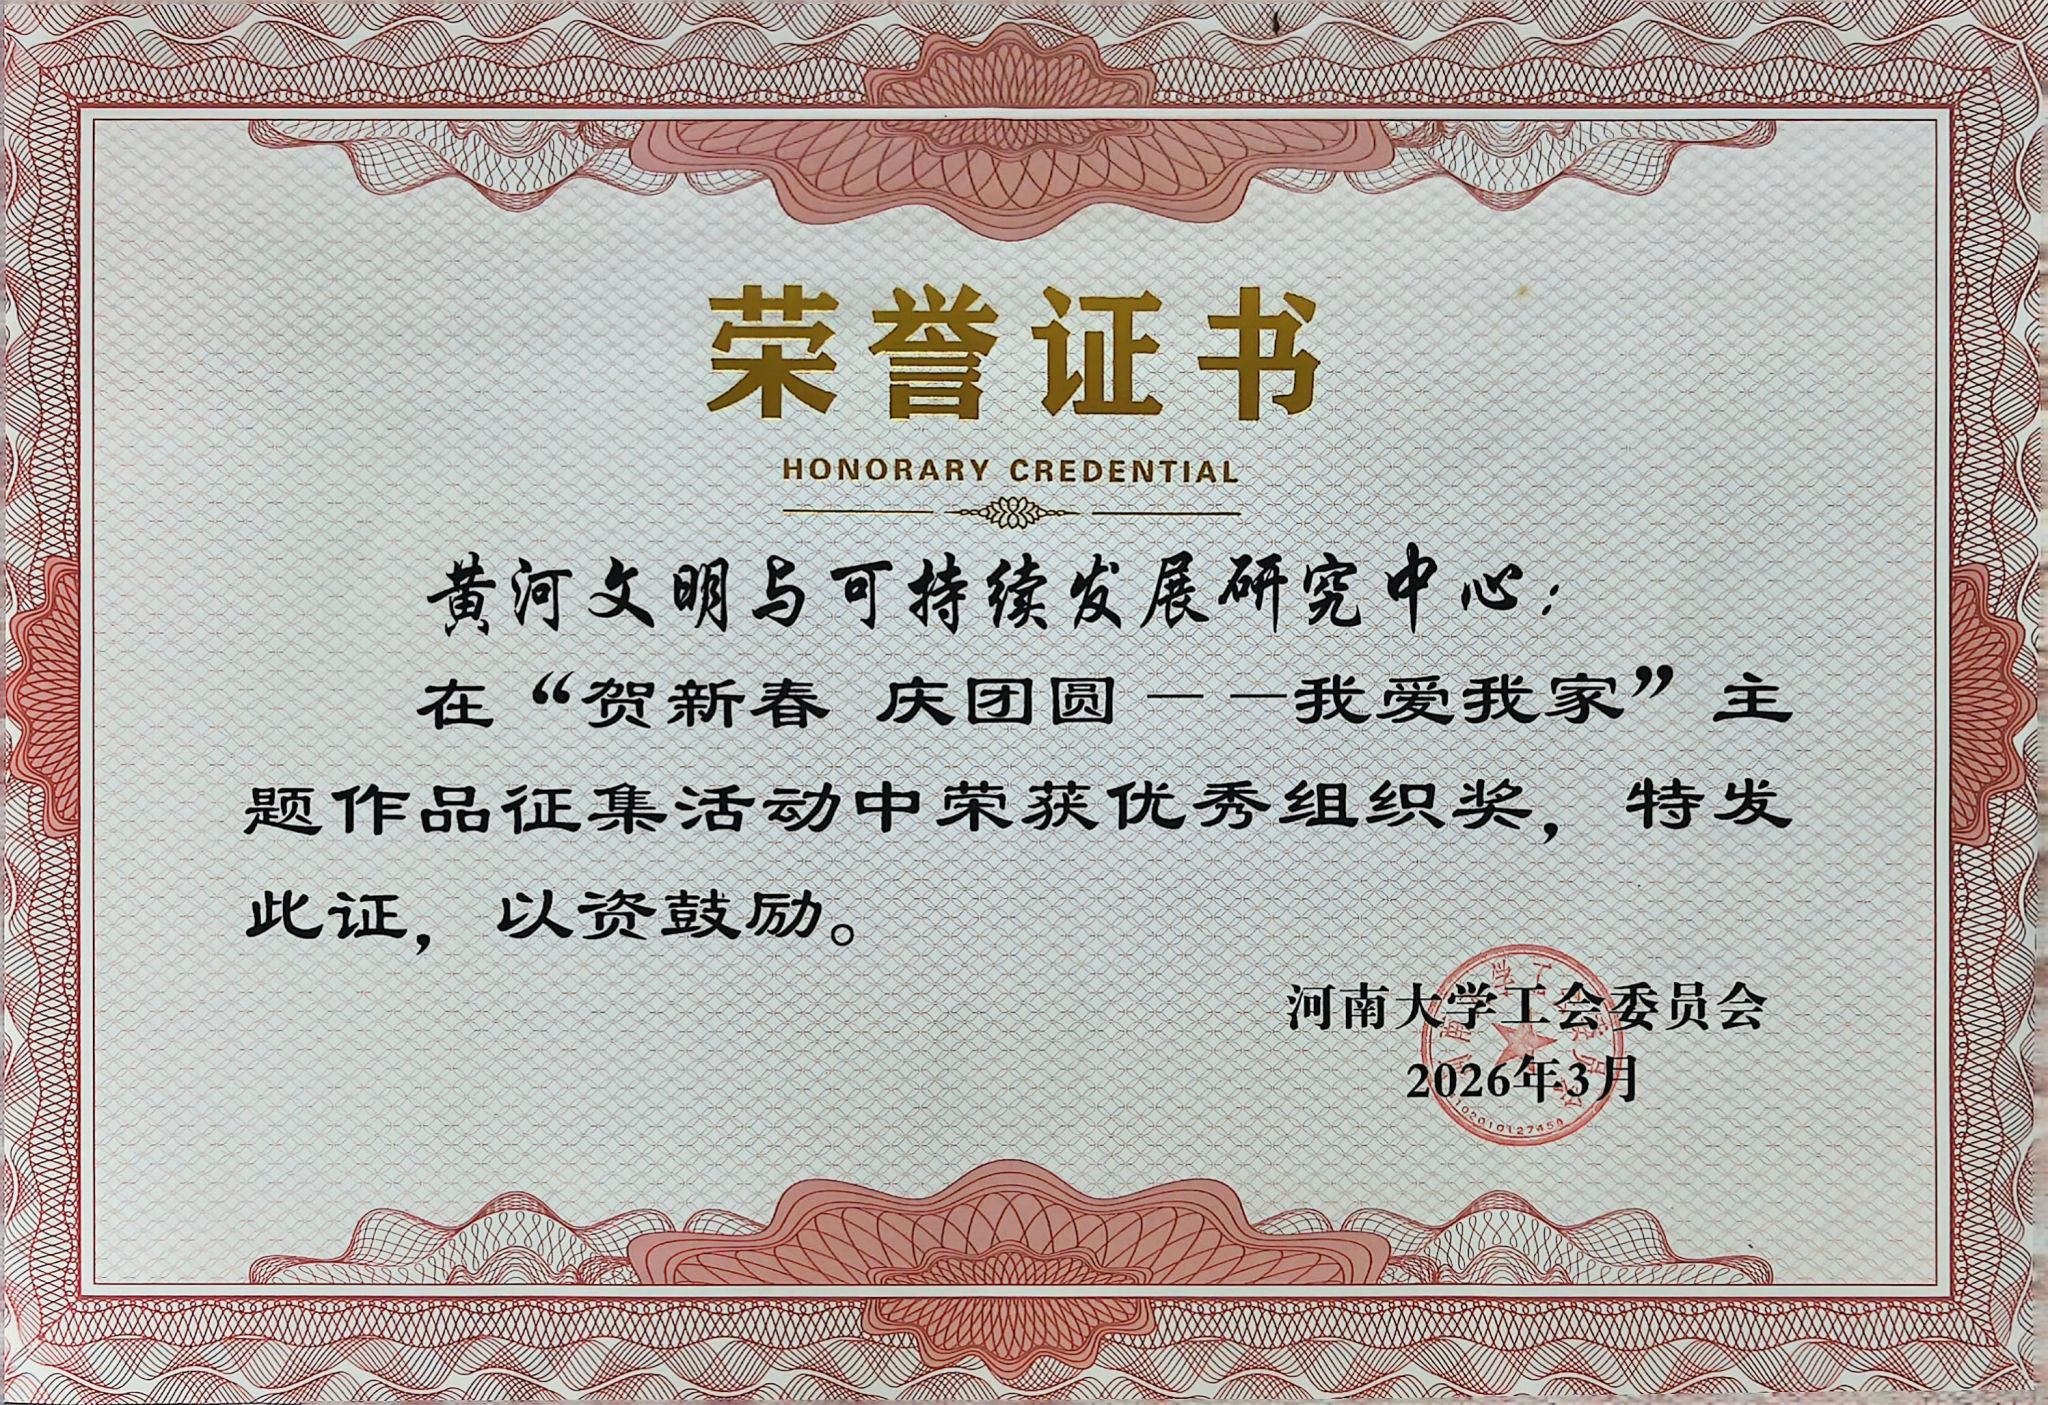 荣誉证书
HONORARY CREDENTIAL
黄河文明与可持续发展研究中心：
在“贺新春 庆团圆——我爱我家”主
题作品征集活动中荣获优秀组织奖，特发
此证，以资鼓励。
河南大学工会委员会
2026年3月